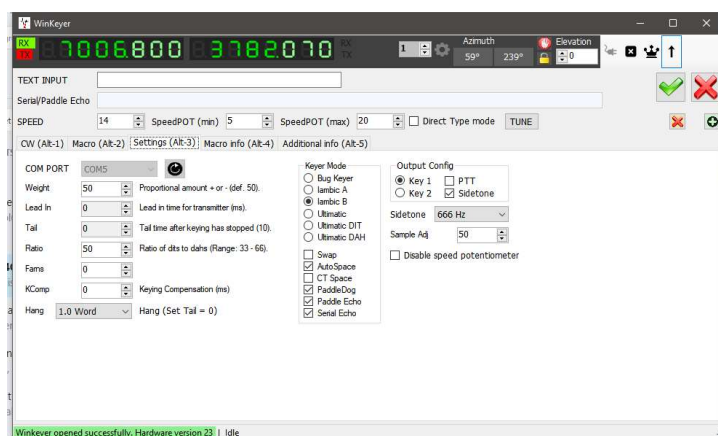 WinKeyer
RX 7006.800 3782.070 RX 1 Azimuth 59° 239° Elevation 0
TX TX
TEXT INPUT
Serial/Paddle Echo
SPEED 14 SpeedPOT (min) 5 SpeedPOT (max) 20 Direct Type mode TUNE
CW (Alt-1) Macro (Alt-2) Settings (Alt-3) Macro info (Alt-4) Additional info (Alt-5)
COM PORT COM5
Weight 50 Proportional amount + or - (def. 50).
Lead In 0 Lead in time for transmitter (ms).
Tail 0 Tail time after keying has stopped (10).
Ratio 50 Ratio of dits to dahs (Range: 33 - 66).
Farns 0
KComp 0 Keying Compensation (ms)
Hang 1.0 Word Hang (Set Tail = 0)
Keyer Mode
Bug Keyer
Iambic A
Iambic B
Ultimatic
Ultimatic DIT
Ultimatic DAH
Swap
AutoSpace
CT Space
PaddleDog
Paddle Echo
Serial Echo
Output Config
Key 1 PTT
Key 2 Sidetone
Sidetone 666 Hz
Sample Adj 50
Disable speed potentiometer
Winkeyer opened successfully. Hardware version 23 | Idle